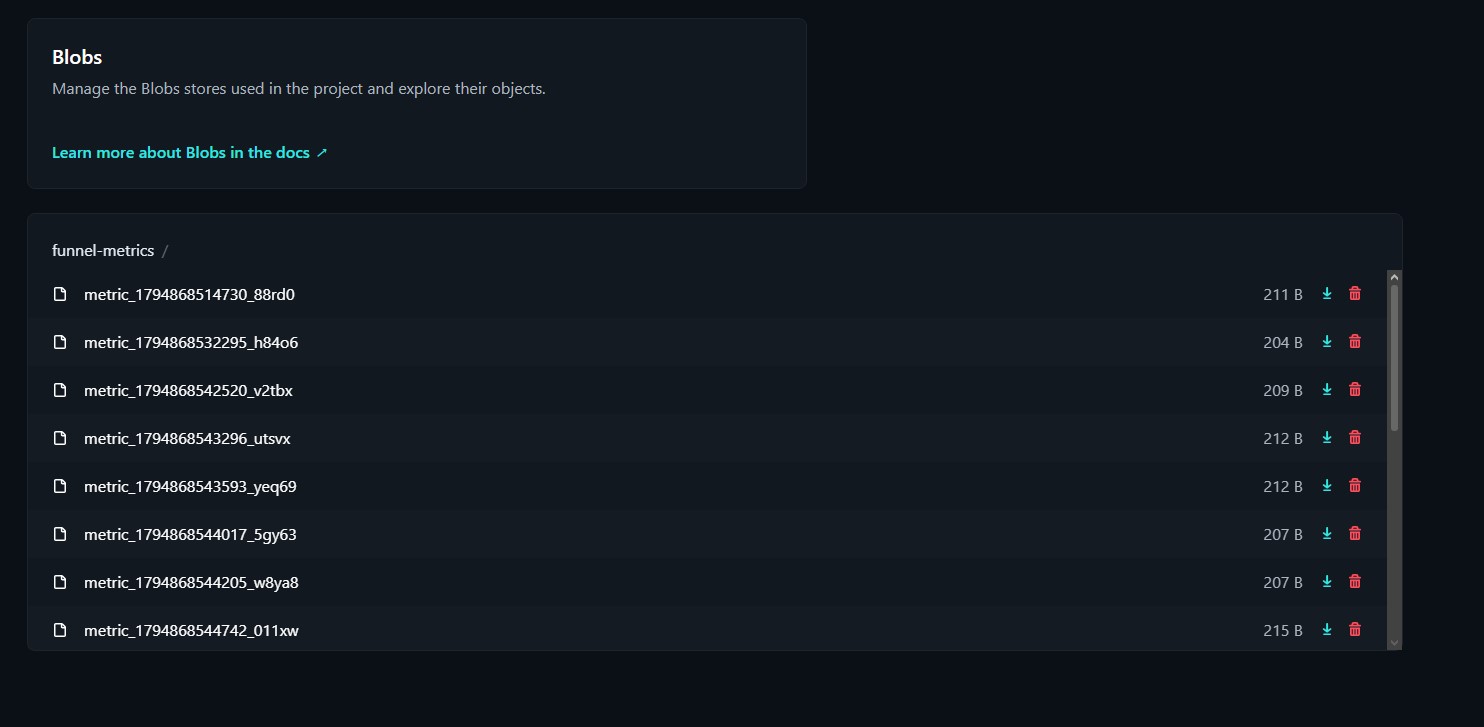 Blobs
Manage the Blobs stores used in the project and explore their objects.
Learn more about Blobs in the docs ↗
funnel-metrics /
metric_1794868514730_88rd0 211 B
metric_1794868532295_h84o6 204 B
metric_1794868542520_v2tbx 209 B
metric_1794868543296_utsvx 212 B
metric_1794868543593_yeq69 212 B
metric_1794868544017_5gy63 207 B
metric_1794868544205_w8ya8 207 B
metric_1794868544742_011xw 215 B